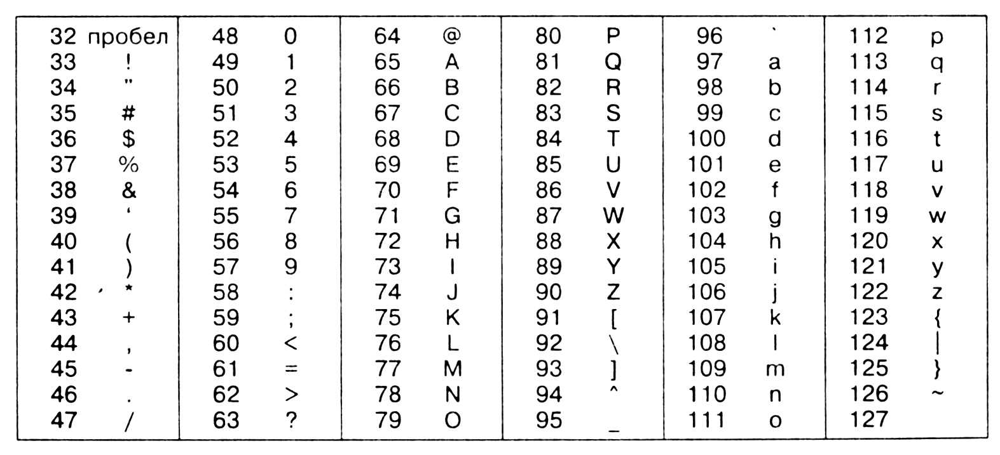 32 пробел 48 0 64 @ 80 P 96 ` 112 p
33 ! 49 1 65 A 81 Q 97 a 113 q
34 " 50 2 66 B 82 R 98 b 114 r
35 # 51 3 67 C 83 S 99 c 115 s
36 $ 52 4 68 D 84 T 100 d 116 t
37 % 53 5 69 E 85 U 101 e 117 u
38 & 54 6 70 F 86 V 102 f 118 v
39 ‘ 55 7 71 G 87 W 103 g 119 w
40 ( 56 8 72 H 88 X 104 h 120 x
41 ) 57 9 73 I 89 Y 105 i 121 y
42 * 58 : 74 J 90 Z 106 j 122 z
43 + 59 ; 75 K 91 [ 107 k 123 {
44 , 60 < 76 L 92 \ 108 l 124 |
45 - 61 = 77 M 93 ] 109 m 125 }
46 . 62 > 78 N 94 ^ 110 n 126 ~
47 / 63 ? 79 O 95 _ 111 o 127